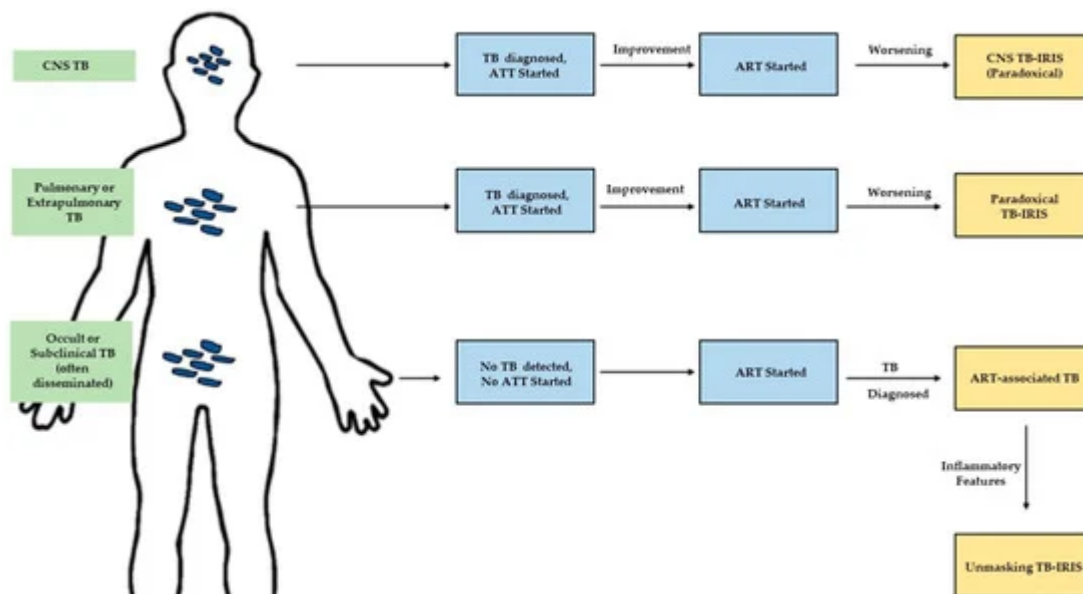 CNS TB
TB diagnosed,
ATT Started
Improvement
ART Started
Worsening
CNS TB-IRIS
(Paradoxical)
Pulmonary or
Extrapulmonary
TB
TB diagnosed,
ATT Started
Improvement
ART Started
Worsening
Paradoxical
TB-IRIS
Occult or
Subclinical TB
(often
disseminated)
No TB detected,
No ATT Started
ART Started
TB
Diagnosed
ART-associated TB
Inflammatory
Features
Unmasking TB-IRIS